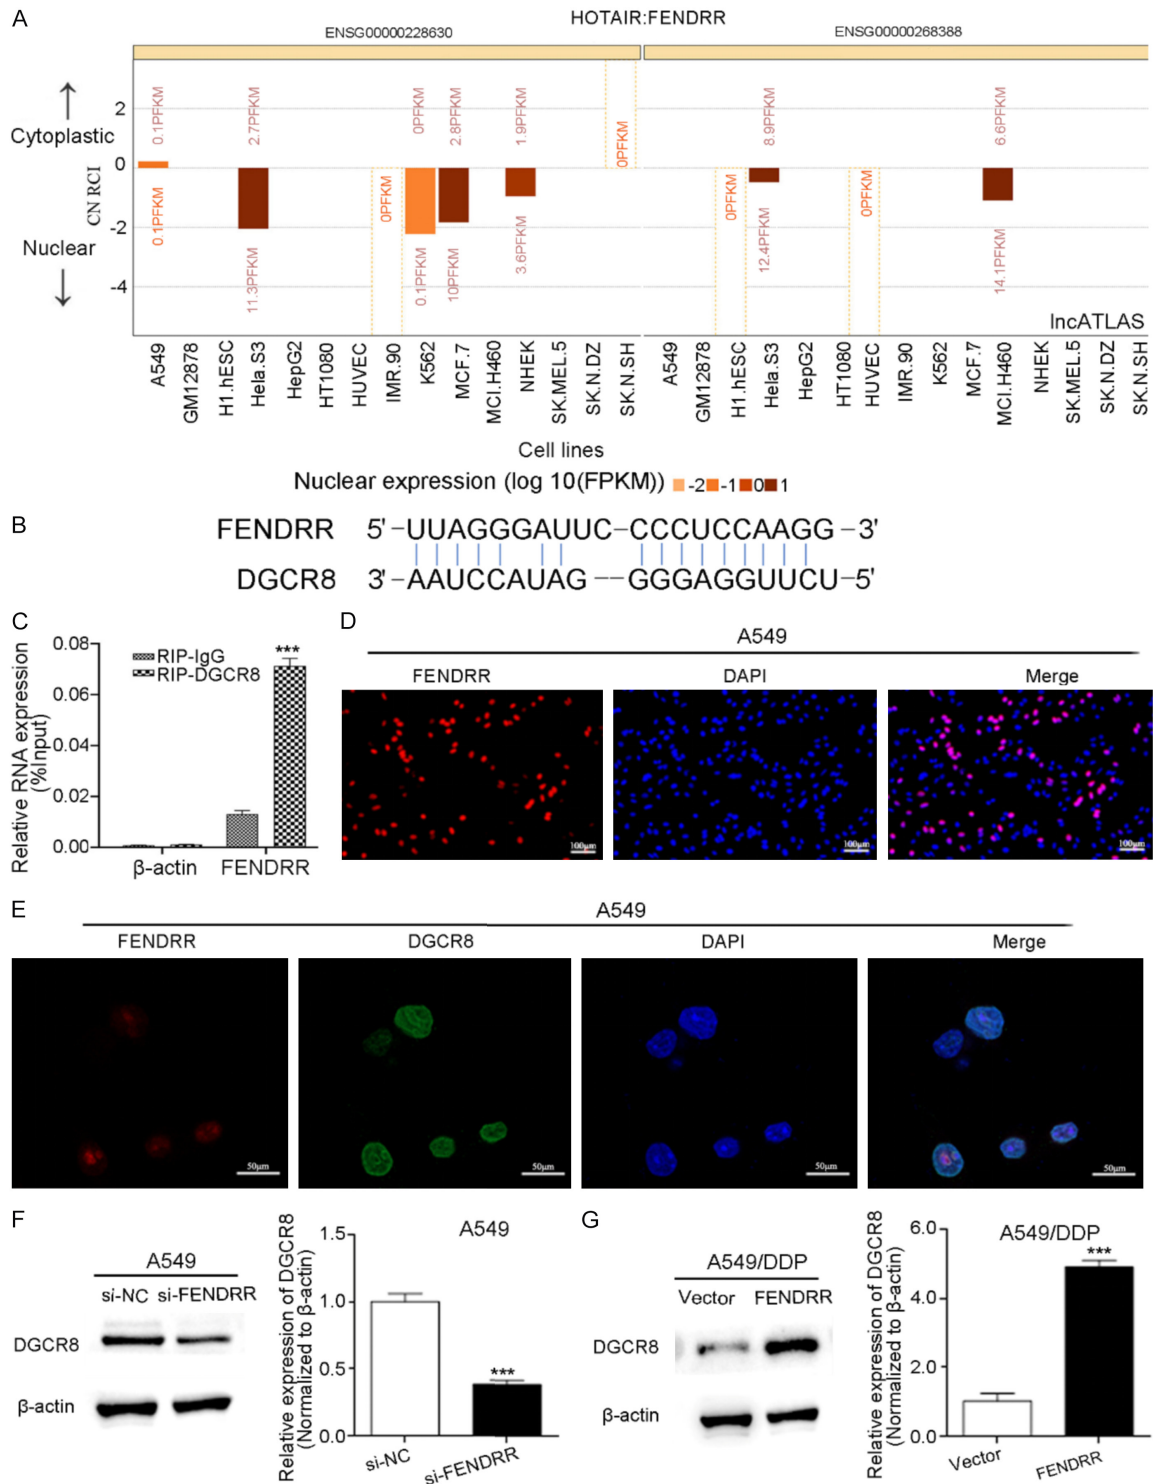 A
HOTAIR:FENDRR
ENSG00000228630
ENSG00000268388
Cytoplastic
CN RCI
Nuclear
2
0
-2
-4
0.1PFKM
2.7PFKM
0PFKM
2.8PFKM
1.9PFKM
0PFKM
8.9PFKM
6.6PFKM
0.1PFKM
11.3PFKM
0PFKM
0.1PFKM
10PFKM
3.6PFKM
0PFKM
12.4PFKM
0PFKM
14.1PFKM
lncATLAS
A549
GM12878
H1.hESC
Hela.S3
HepG2
HT1080
HUVEC
IMR.90
K562
MCF.7
MCI.H460
NHEK
SK.MEL.5
SK.N.DZ
SK.N.SH
A549
GM12878
H1.hESC
Hela.S3
HepG2
HT1080
HUVEC
IMR.90
K562
MCF.7
MCI.H460
NHEK
SK.MEL.5
SK.N.DZ
SK.N.SH
Cell lines
Nuclear expression (log 10(FPKM)) -2 -1 0 1
B
FENDRR 5'-UUAGGGAUUC-CCCUCCAAGG-3'
DGCR8 3'-AAUCCAUAG --GGGAGGUUCU-5'
C
Relative RNA expression
(%Input)
0.08
0.06
0.04
0.02
0.00
RIP-IgG
RIP-DGCR8
***
β-actin
FENDRR
D
A549
FENDRR
DAPI
Merge
100μm
100μm
100μm
E
A549
FENDRR
DGCR8
DAPI
Merge
50μm
50μm
50μm
50μm
F
A549
si-NC si-FENDRR
DGCR8
β-actin
Relative expression of DGCR8
(Normalized to β-actin)
1.5
1.0
0.5
0.0
A549
***
si-NC
si-FENDRR
G
A549/DDP
Vector FENDRR
DGCR8
β-actin
Relative expression of DGCR8
(Normalized to β-actin)
6.0
4.0
2.0
0.0
A549/DDP
***
Vector
FENDRR